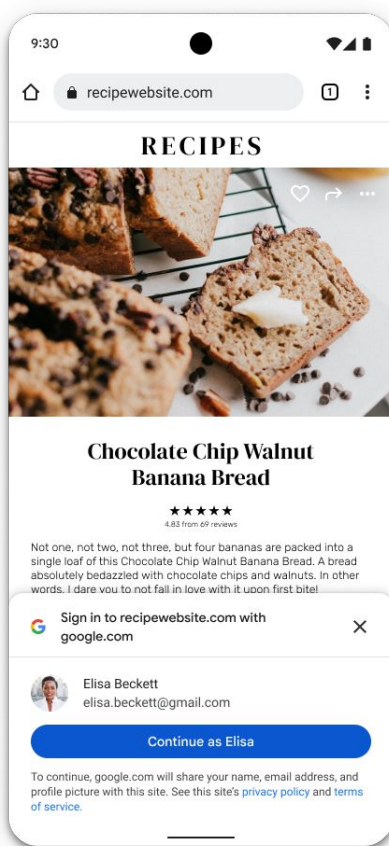 9:30
recipewebsite.com
1
RECIPES
Chocolate Chip Walnut
Banana Bread
★★★★★
4.83 from 69 reviews
Not one, not two, not three, but four bananas are packed into a
single loaf of this Chocolate Chip Walnut Banana Bread. A bread
absolutely bedazzled with chocolate chips and walnuts. In other
words, I dare you to not fall in love with it upon first bite!
Sign in to recipewebsite.com with
google.com
Elisa Beckett
elisa.beckett@gmail.com
Continue as Elisa
To continue, google.com will share your name, email address, and
profile picture with this site. See this site's privacy policy and terms
of service.